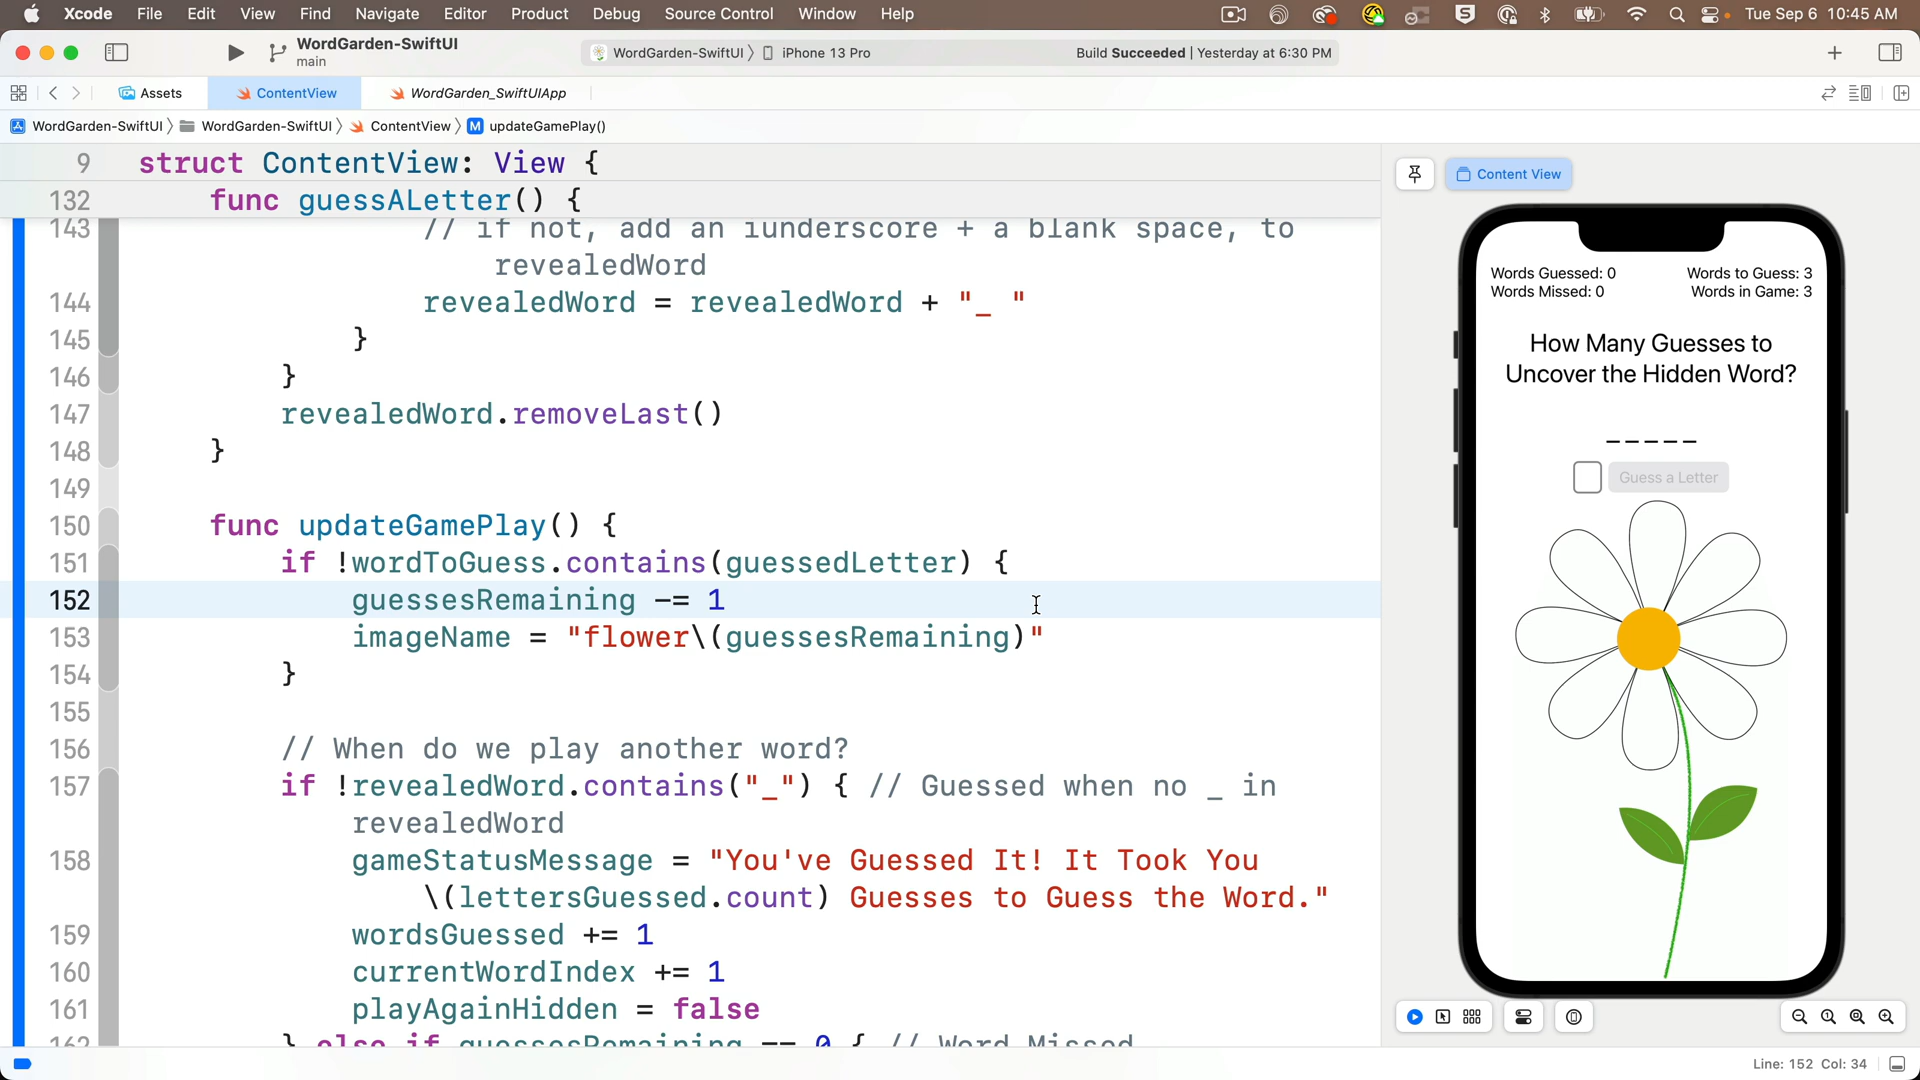 Xcode File Edit View Find Navigate Editor Product Debug Source Control Window Help Tue Sep 6 10:45 AM
WordGarden-SwiftUI
main
WordGarden-SwiftUI 〉 iPhone 13 Pro Build Succeeded | Yesterday at 6:30 PM
Assets ContentView WordGarden_SwiftUIApp
WordGarden-SwiftUI 〉 WordGarden-SwiftUI 〉 ContentView 〉 M updateGamePlay()
9 struct ContentView: View {
132 func guessALetter() {
143 // if not, add an iunderscore + a blank space, to
revealedWord
144 revealedWord = revealedWord + "_ "
145 }
146 }
147 revealedWord.removeLast()
148 }
149
150 func updateGamePlay() {
151 if !wordToGuess.contains(guessedLetter) {
152 guessesRemaining -= 1
153 imageName = "flower\(guessesRemaining)"
154 }
155
156 // When do we play another word?
157 if !revealedWord.contains("_") { // Guessed when no _ in
revealedWord
158 gameStatusMessage = "You've Guessed It! It Took You
\(lettersGuessed.count) Guesses to Guess the Word."
159 wordsGuessed += 1
160 currentWordIndex += 1
161 playAgainHidden = false
162 } else if guessesRemaining == 0 { // Word Missed
Content View
Words Guessed: 0 Words to Guess: 3
Words Missed: 0 Words in Game: 3
How Many Guesses to
Uncover the Hidden Word?
_ _ _ _ _
Guess a Letter
Line: 152 Col: 34